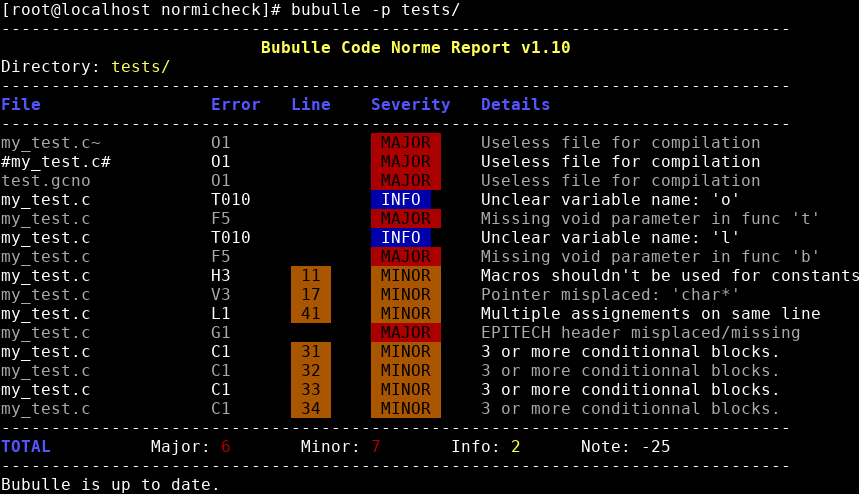 [root@localhost normicheck]# bubulle -p tests/
-------------------------------------------------------------------------------
Bubulle Code Norme Report v1.10
Directory: tests/
-------------------------------------------------------------------------------
File Error Line Severity Details
-------------------------------------------------------------------------------
my_test.c~ O1 MAJOR Useless file for compilation
#my_test.c# O1 MAJOR Useless file for compilation
test.gcno O1 MAJOR Useless file for compilation
my_test.c T010 INFO Unclear variable name: 'o'
my_test.c F5 MAJOR Missing void parameter in func 't'
my_test.c T010 INFO Unclear variable name: 'l'
my_test.c F5 MAJOR Missing void parameter in func 'b'
my_test.c H3 11 MINOR Macros shouldn't be used for constants
my_test.c V3 17 MINOR Pointer misplaced: 'char*'
my_test.c L1 41 MINOR Multiple assignements on same line
my_test.c G1 MAJOR EPITECH header misplaced/missing
my_test.c C1 31 MINOR 3 or more conditionnal blocks.
my_test.c C1 32 MINOR 3 or more conditionnal blocks.
my_test.c C1 33 MINOR 3 or more conditionnal blocks.
my_test.c C1 34 MINOR 3 or more conditionnal blocks.
-------------------------------------------------------------------------------
TOTAL Major: 6 Minor: 7 Info: 2 Note: -25
-------------------------------------------------------------------------------
Bubulle is up to date.